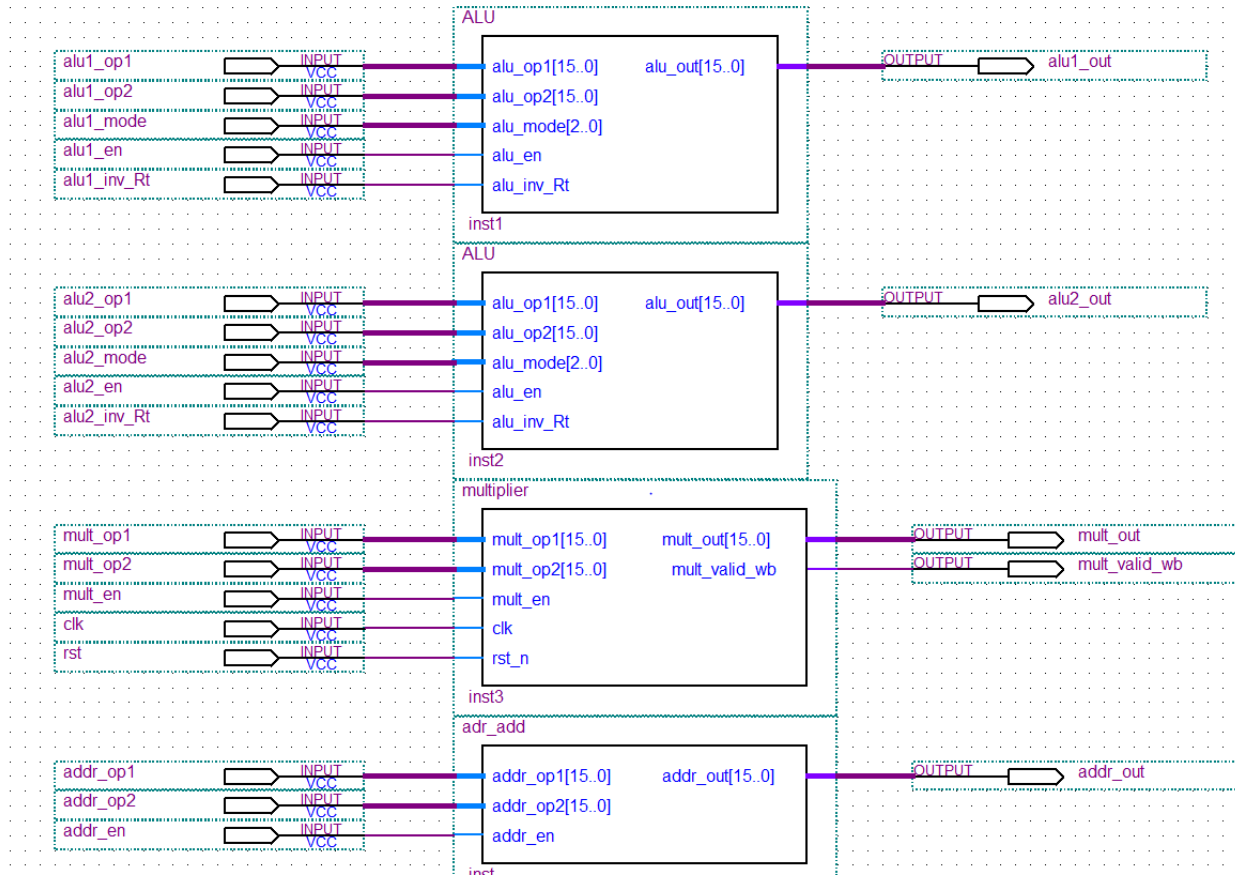 ALU
alu1_op1 INPUT VCC alu_op1[15..0] alu_out[15..0] OUTPUT alu1_out
alu1_op2 INPUT VCC alu_op2[15..0]
alu1_mode INPUT VCC alu_mode[2..0]
alu1_en INPUT VCC alu_en
alu1_inv_Rt INPUT VCC alu_inv_Rt
inst1
ALU
alu2_op1 INPUT VCC alu_op1[15..0] alu_out[15..0] OUTPUT alu2_out
alu2_op2 INPUT VCC alu_op2[15..0]
alu2_mode INPUT VCC alu_mode[2..0]
alu2_en INPUT VCC alu_en
alu2_inv_Rt INPUT VCC alu_inv_Rt
inst2
multiplier
mult_op1 INPUT VCC mult_op1[15..0] mult_out[15..0] OUTPUT mult_out
mult_op2 INPUT VCC mult_op2[15..0] mult_valid_wb OUTPUT mult_valid_wb
mult_en INPUT VCC mult_en
clk INPUT VCC clk
rst INPUT VCC rst_n
inst3
adr_add
addr_op1 INPUT VCC addr_op1[15..0] addr_out[15..0] OUTPUT addr_out
addr_op2 INPUT VCC addr_op2[15..0]
addr_en INPUT VCC addr_en
inst